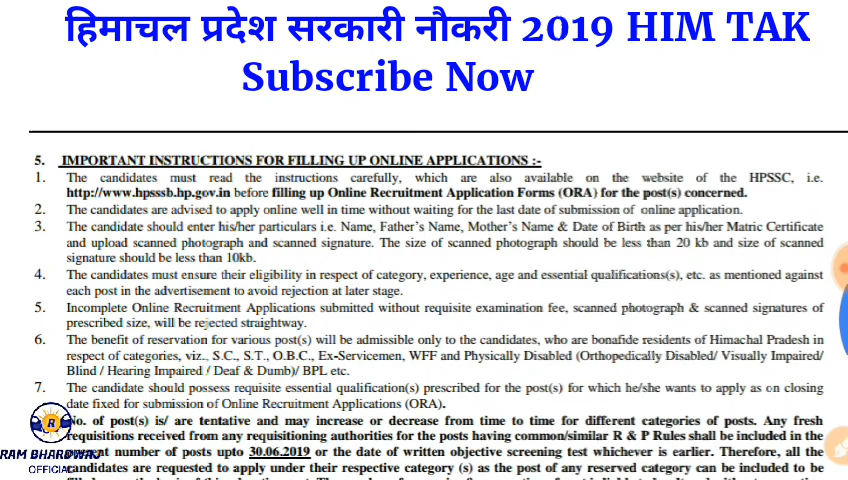 हिमाचल प्रदेश सरकारी नौकरी 2019 HIM TAK
Subscribe Now
5. IMPORTANT INSTRUCTIONS FOR FILLING UP ONLINE APPLICATIONS :-
1. The candidates must read the instructions carefully, which are also available on the website of the HPSSC, i.e.
http://www.hpsssb.hp.gov.in before filling up Online Recruitment Application Forms (ORA) for the post(s) concerned.
2. The candidates are advised to apply online well in time without waiting for the last date of submission of online application.
3. The candidate should enter his/her particulars i.e. Name, Father's Name, Mother's Name & Date of Birth as per his/her Matric Certificate
and upload scanned photograph and scanned signature. The size of scanned photograph should be less than 20 kb and size of scanned
signature should be less than 10kb.
4. The candidates must ensure their eligibility in respect of category, experience, age and essential qualifications(s), etc. as mentioned against
each post in the advertisement to avoid rejection at later stage.
5. Incomplete Online Recruitment Applications submitted without requisite examination fee, scanned photograph & scanned signatures of
prescribed size, will be rejected straightway.
6. The benefit of reservation for various post(s) will be admissible only to the candidates, who are bonafide residents of Himachal Pradesh in
respect of categories, viz., S.C., S.T., O.B.C., Ex-Servicemen, WFF and Physically Disabled (Orthopedically Disabled/ Visually Impaired/
Blind / Hearing Impaired / Deaf & Dumb)/ BPL etc.
7. The candidate should possess requisite essential qualification(s) prescribed for the post(s) for which he/she wants to apply as on closing
date fixed for submission of Online Recruitment Applications (ORA).
No. of post(s) is/ are tentative and may increase or decrease from time to time for different categories of posts. Any fresh
requisitions received from any requisitioning authorities for the posts having common/similar R & P Rules shall be included in the
number of posts upto 30.06.2019 or the date of written objective screening test whichever is earlier. Therefore, all the
candidates are requested to apply under their respective category (s) as the post of any reserved category can be included to be
R
RAM BHARDWAJ
OFFICIAL